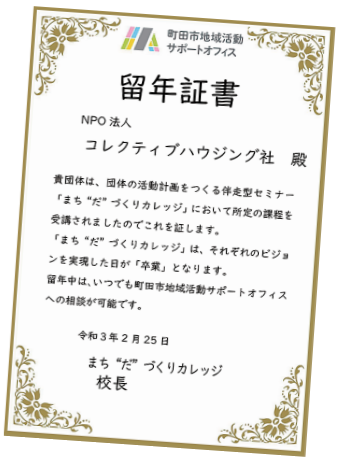 町田市地域活動
サポートオフィス
留年証書
NPO法人
コレクティブハウジング社 殿
貴団体は、団体の活動計画をつくる伴走型セミナー
「まち“だ”づくりカレッジ」において所定の課程を
受講されましたのでこれを証します。
「まち“だ”づくりカレッジ」は、それぞれのビジョ
ンを実現した日が「卒業」となります。
留年中は、いつでも町田市地域活動サポートオフィス
への相談が可能です。
令和3年2月25日
まち“だ”づくりカレッジ
校長